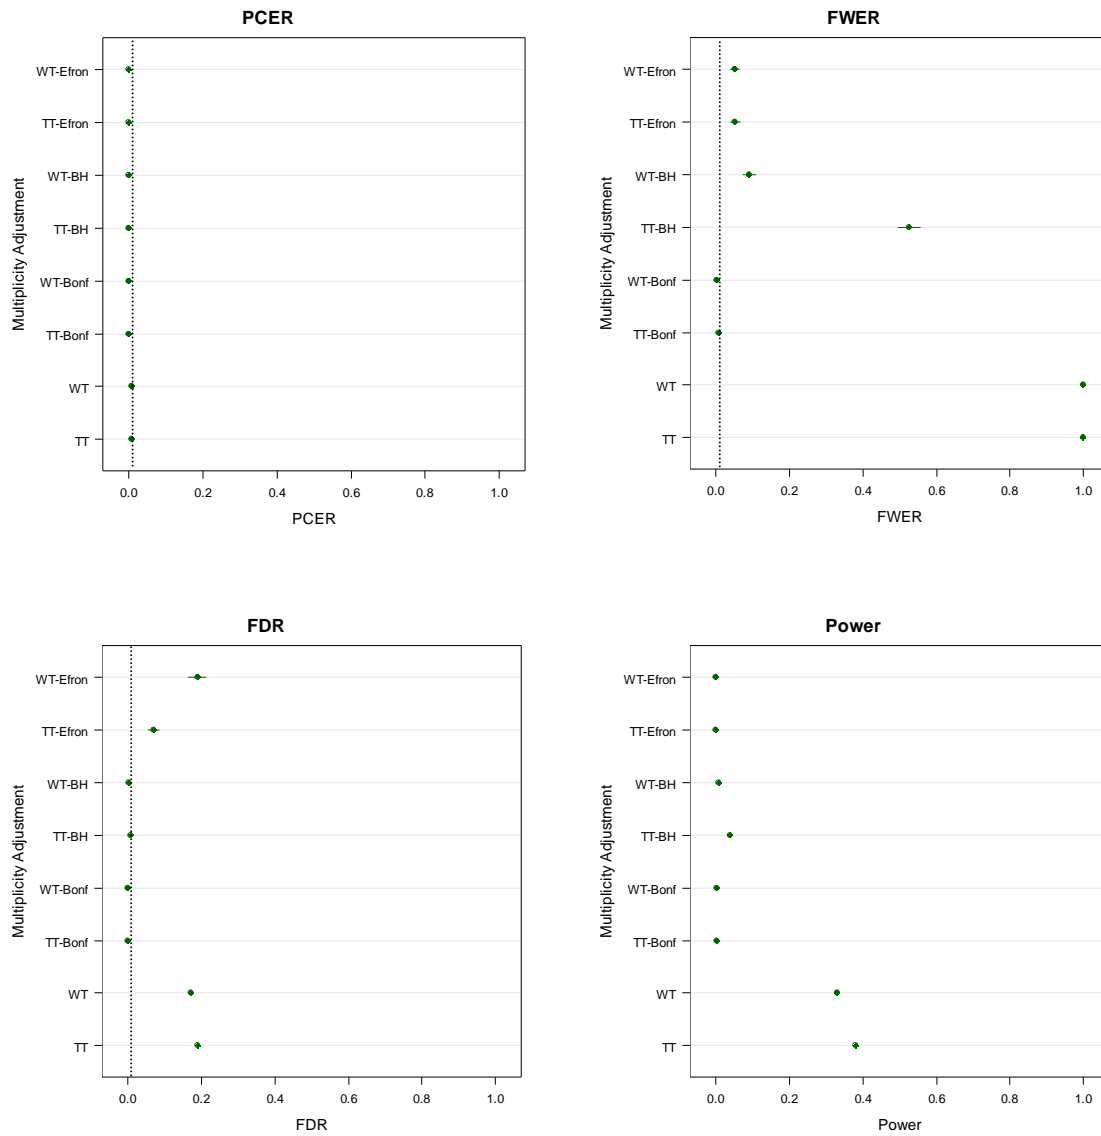 PCER
Multiplicity Adjustment
WT-Efron
TT-Efron
WT-BH
TT-BH
WT-Bonf
TT-Bonf
WT
TT
0.0 0.2 0.4 0.6 0.8 1.0
PCER
FWER
Multiplicity Adjustment
WT-Efron
TT-Efron
WT-BH
TT-BH
WT-Bonf
TT-Bonf
WT
TT
0.0 0.2 0.4 0.6 0.8 1.0
FWER
FDR
Multiplicity Adjustment
WT-Efron
TT-Efron
WT-BH
TT-BH
WT-Bonf
TT-Bonf
WT
TT
0.0 0.2 0.4 0.6 0.8 1.0
FDR
Power
Multiplicity Adjustment
WT-Efron
TT-Efron
WT-BH
TT-BH
WT-Bonf
TT-Bonf
WT
TT
0.0 0.2 0.4 0.6 0.8 1.0
Power